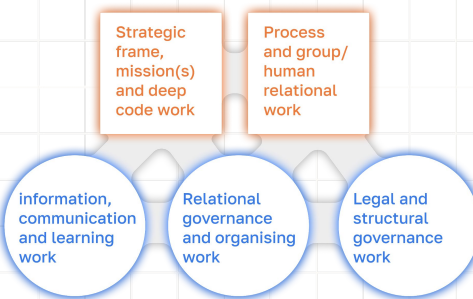 Strategic
frame,
mission(s)
and deep
code work
Process
and group/
human
relational
work
information,
communication
and learning
work
Relational
governance
and organising
work
Legal and
structural
governance
work